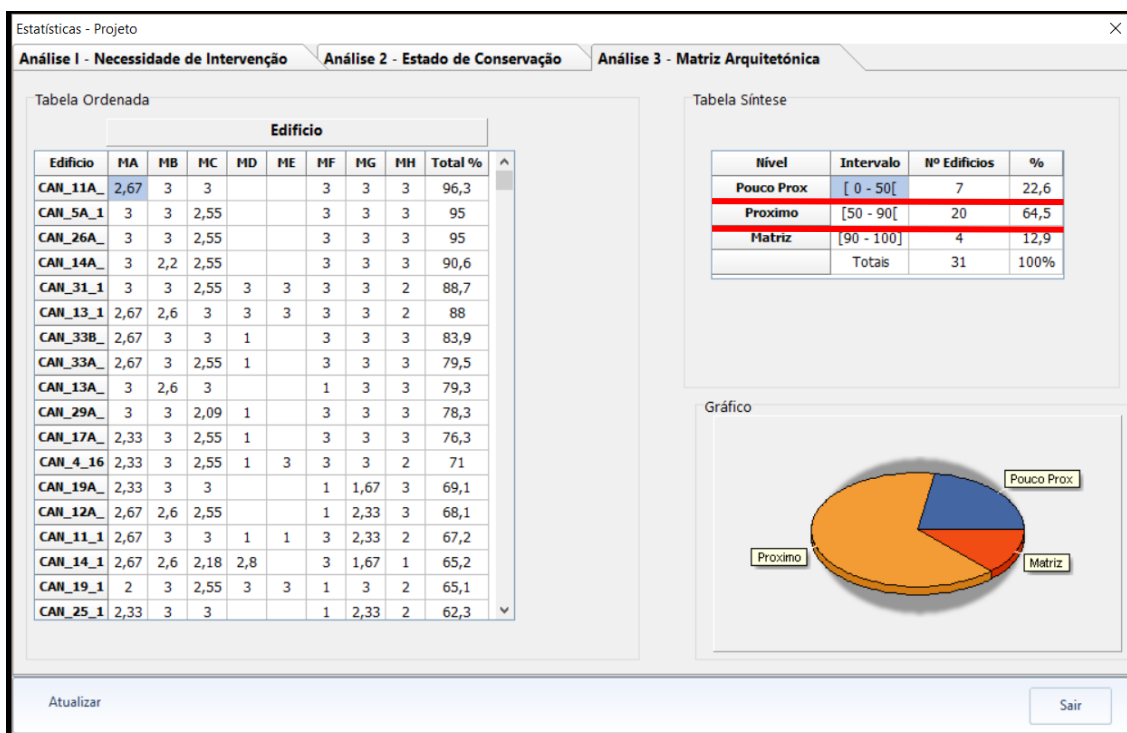 Estatísticas - Projeto
Análise I - Necessidade de Intervenção Análise 2 - Estado de Conservação Análise 3 - Matriz Arquitetónica
Tabela Ordenada
Edifício
Edifício MA MB MC MD ME MF MG MH Total %
CAN_11A_ 2,67 3 3 3 3 3 96,3
CAN_5A_1 3 3 2,55 3 3 3 95
CAN_26A_ 3 3 2,55 3 3 3 95
CAN_14A_ 3 2,2 2,55 3 3 3 90,6
CAN_31_1 3 3 2,55 3 3 3 3 2 88,7
CAN_13_1 2,67 2,6 3 3 3 3 3 2 88
CAN_33B_ 2,67 3 3 1 3 3 3 83,9
CAN_33A_ 2,67 3 2,55 1 3 3 3 79,5
CAN_13A_ 3 2,6 3 1 3 3 79,3
CAN_29A_ 3 3 2,09 1 3 3 3 78,3
CAN_17A_ 2,33 3 2,55 1 3 3 3 76,3
CAN_4_16 2,33 3 2,55 1 3 3 3 2 71
CAN_19A_ 2,33 3 3 1 1,67 3 69,1
CAN_12A_ 2,67 2,6 2,55 1 2,33 3 68,1
CAN_11_1 2,67 3 3 1 1 3 2,33 2 67,2
CAN_14_1 2,67 2,6 2,18 2,8 3 1,67 1 65,2
CAN_19_1 2 3 2,55 3 3 1 3 2 65,1
CAN_25_1 2,33 3 3 1 2,33 2 62,3
Tabela Síntese
Nível Intervalo Nº Edificios %
Pouco Prox [ 0 - 50[ 7 22,6
Proximo [50 - 90[ 20 64,5
Matriz [90 - 100] 4 12,9
Totais 31 100%
Gráfico
Pouco Prox
Proximo
Matriz
Atualizar
Sair